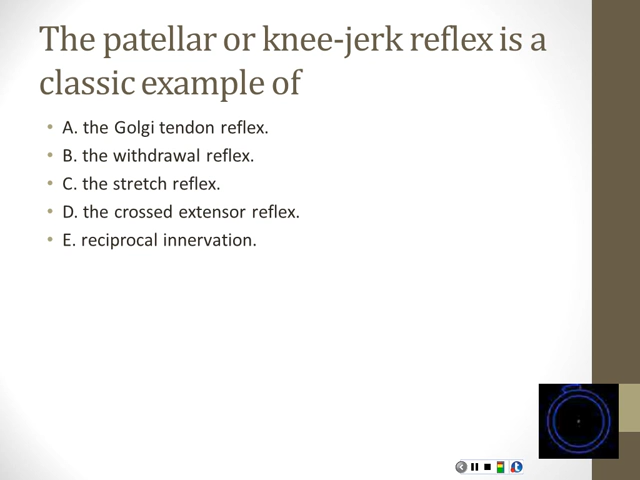 The patellar or knee-jerk reflex is a
classic example of
• A. the Golgi tendon reflex.
• B. the withdrawal reflex.
• C. the stretch reflex.
• D. the crossed extensor reflex.
• E. reciprocal innervation.